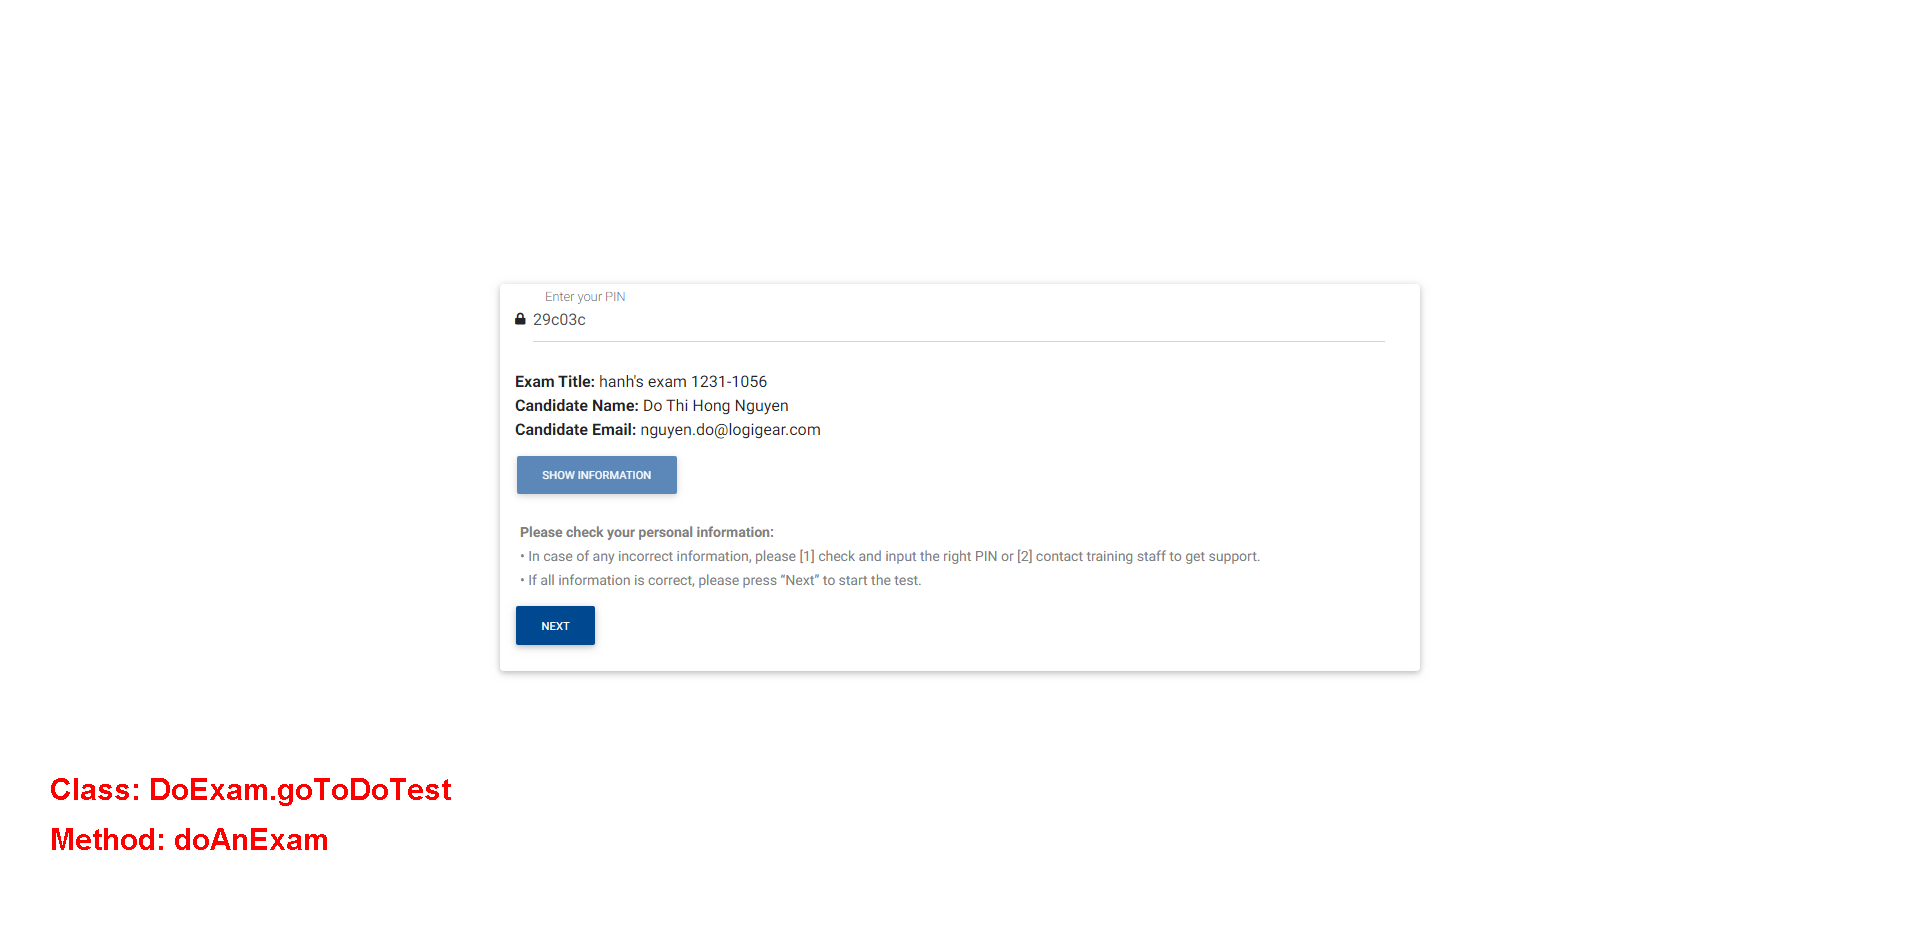 Enter your PIN
29c03c
Exam Title: hanh's exam 1231-1056
Candidate Name: Do Thi Hong Nguyen
Candidate Email: nguyen.do@logigear.com
SHOW INFORMATION
Please check your personal information:
• In case of any incorrect information, please [1] check and input the right PIN or [2] contact training staff to get support.
• If all information is correct, please press “Next” to start the test.
NEXT
Class: DoExam.goToDoTest
Method: doAnExam